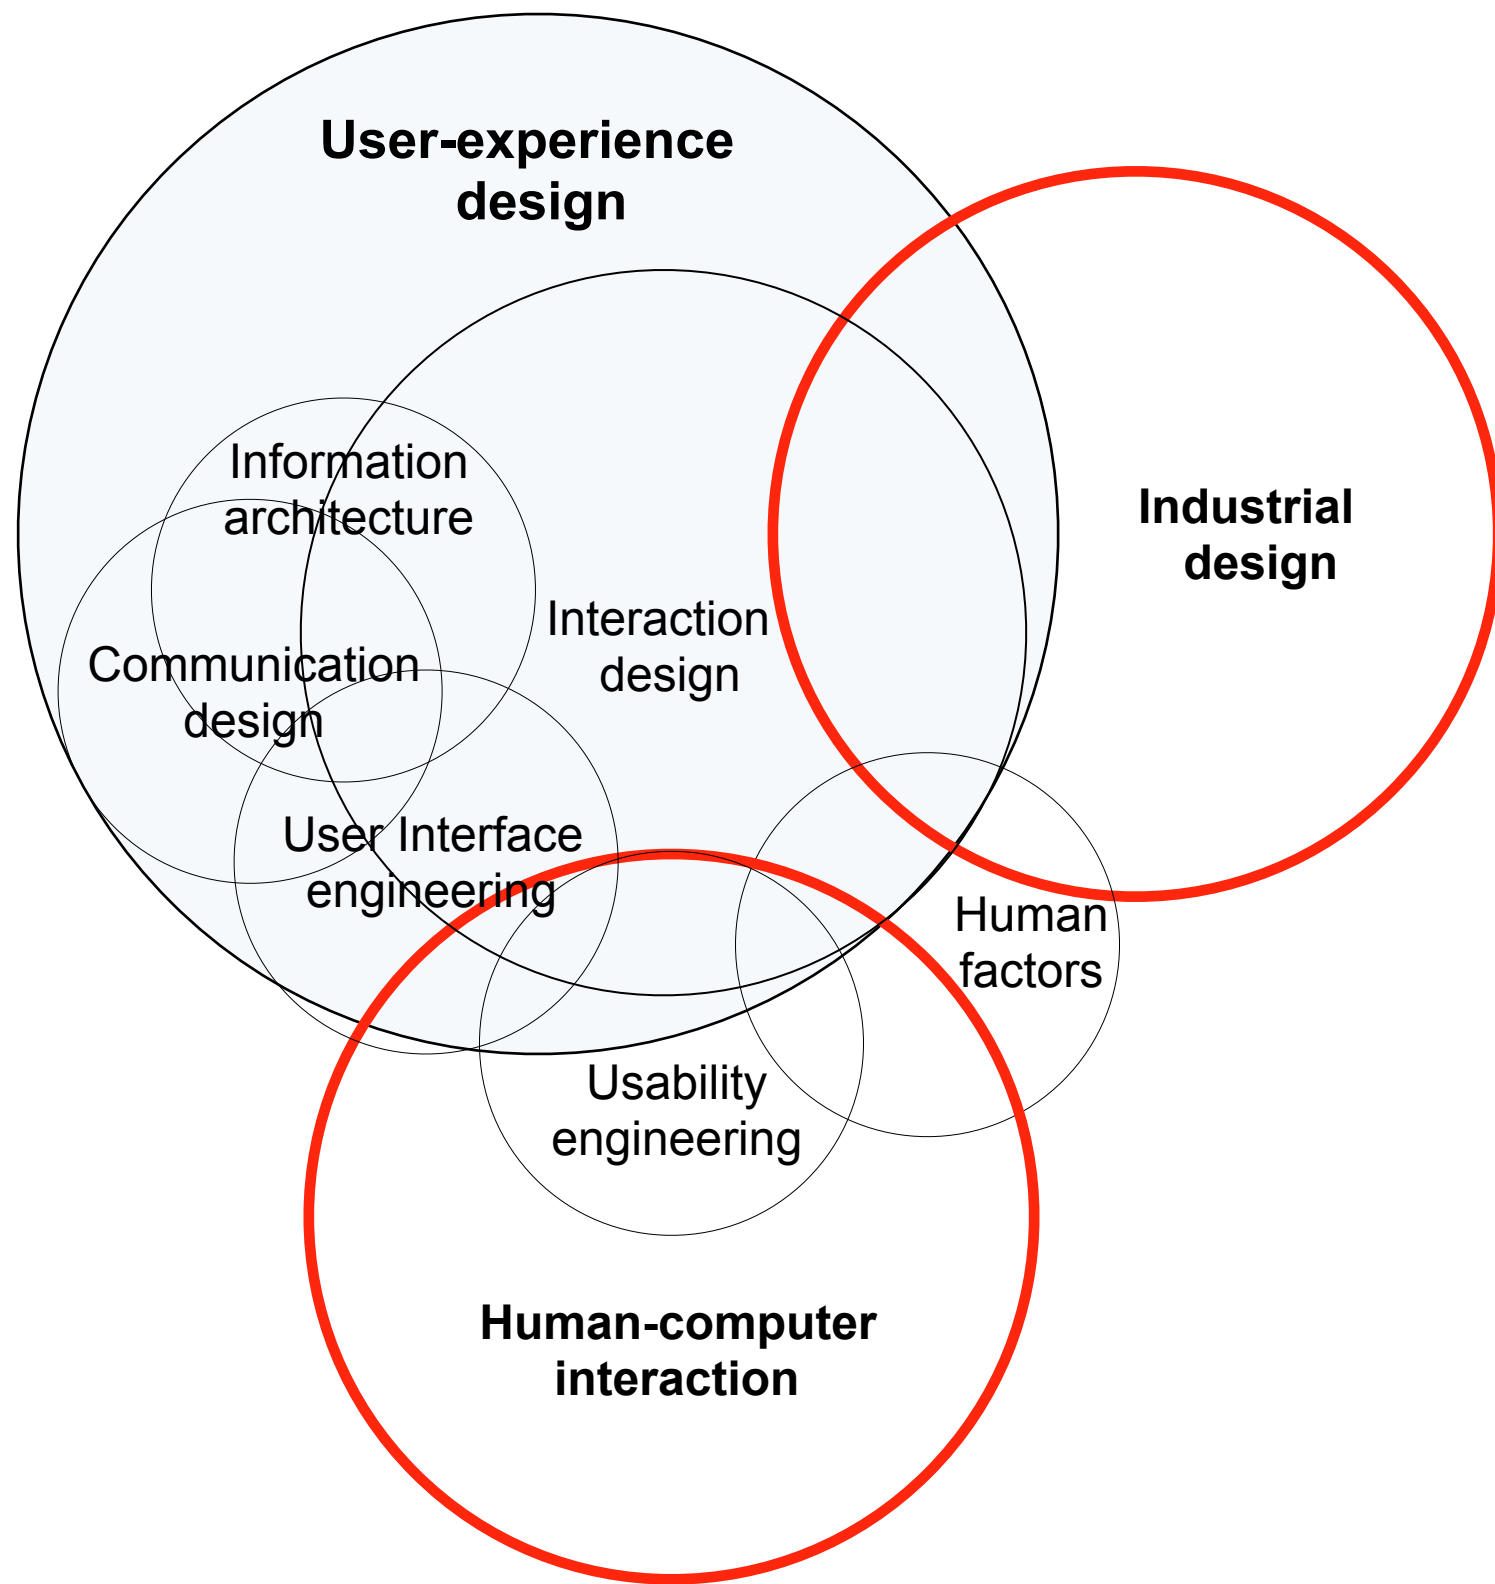 User-experience
design
Information
architecture
Industrial
design
Interaction
design
Communication
design
User Interface
engineering
Human
factors
Usability
engineering
Human-computer
interaction